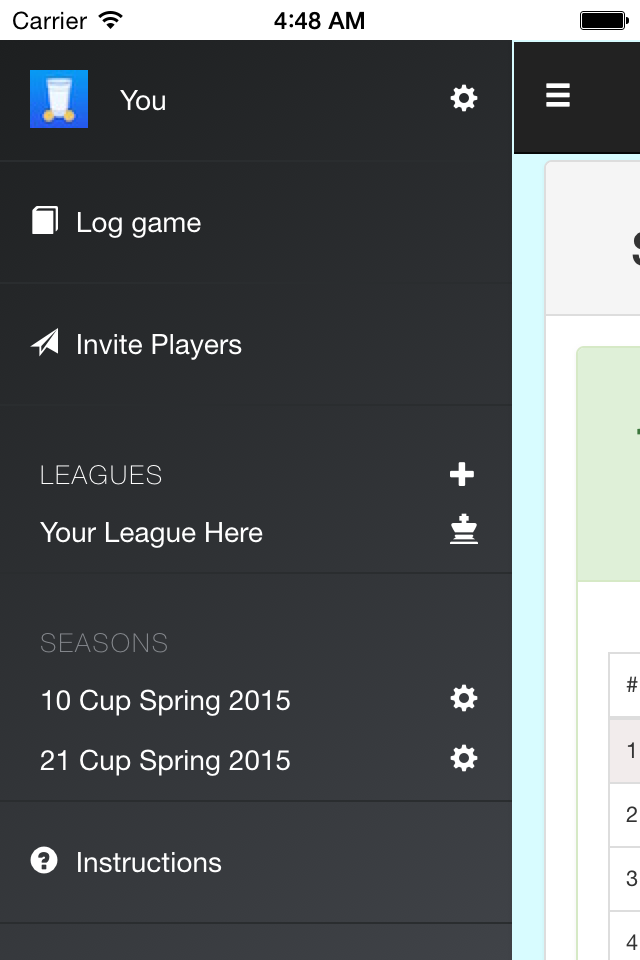 Carrier 4:48 AM
You
Log game
Invite Players
LEAGUES
Your League Here
SEASONS
10 Cup Spring 2015
21 Cup Spring 2015
Instructions
#
1
2
3
4